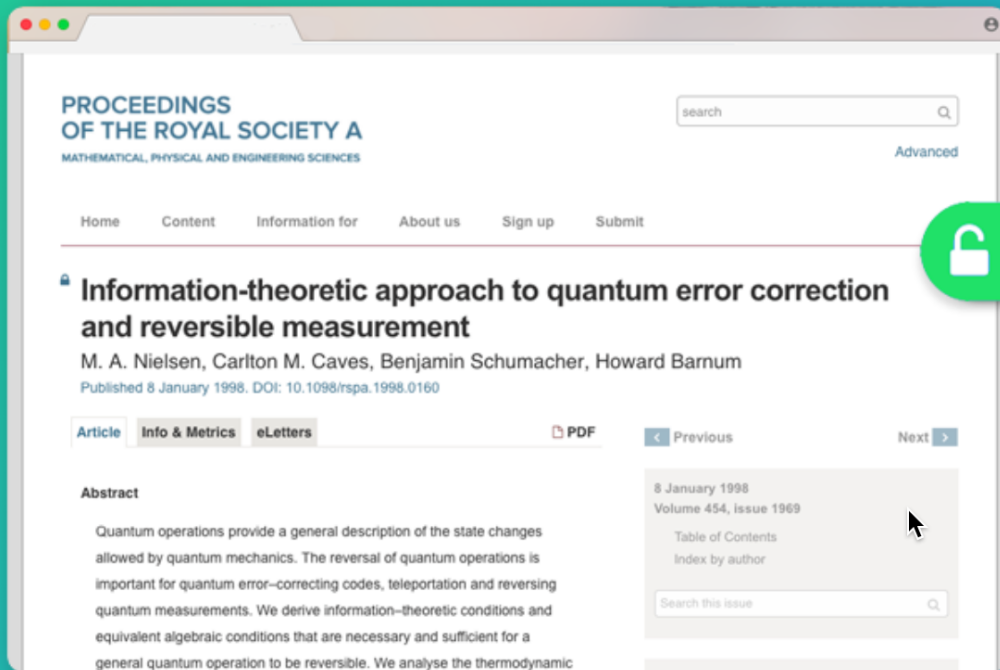 PROCEEDINGS
OF THE ROYAL SOCIETY A
MATHEMATICAL, PHYSICAL AND ENGINEERING SCIENCES
search
Advanced
Home Content Information for About us Sign up Submit
Information-theoretic approach to quantum error correction
and reversible measurement
M. A. Nielsen, Carlton M. Caves, Benjamin Schumacher, Howard Barnum
Published 8 January 1998. DOI: 10.1098/rspa.1998.0160
Article Info & Metrics eLetters PDF
Abstract
Quantum operations provide a general description of the state changes
allowed by quantum mechanics. The reversal of quantum operations is
important for quantum error–correcting codes, teleportation and reversing
quantum measurements. We derive information–theoretic conditions and
equivalent algebraic conditions that are necessary and sufficient for a
general quantum operation to be reversible. We analyse the thermodynamic
Previous Next
8 January 1998
Volume 454, issue 1969
Table of Contents
Index by author
Search this issue